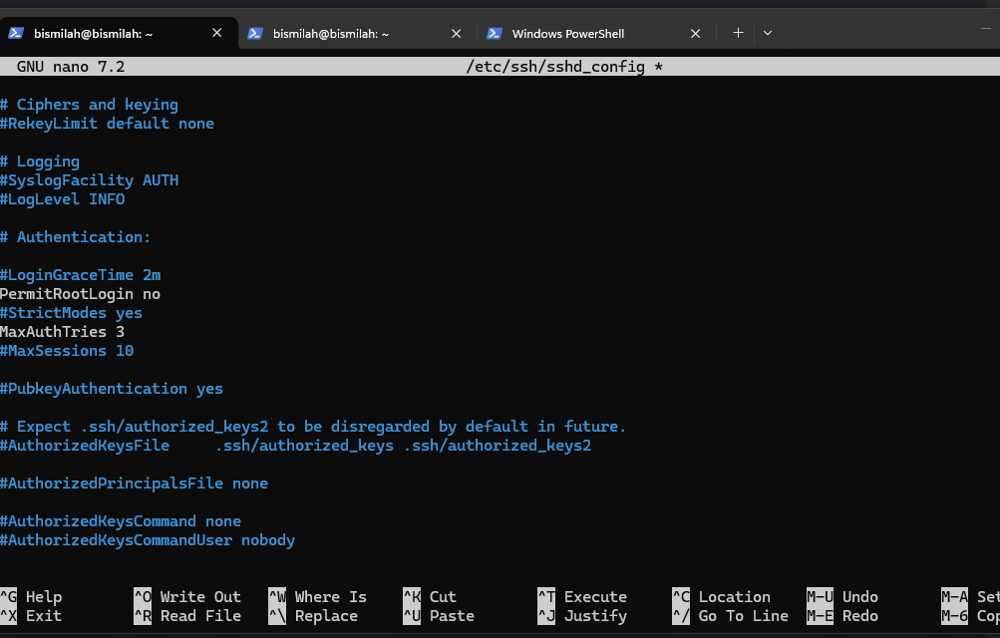 bismilah@bismilah: ~
bismilah@bismilah: ~
Windows PowerShell
GNU nano 7.2 /etc/ssh/sshd_config *
# Ciphers and keying
#RekeyLimit default none
# Logging
#SyslogFacility AUTH
#LogLevel INFO
# Authentication:
#LoginGraceTime 2m
PermitRootLogin no
#StrictModes yes
MaxAuthTries 3
#MaxSessions 10
#PubkeyAuthentication yes
# Expect .ssh/authorized_keys2 to be disregarded by default in future.
#AuthorizedKeysFile     .ssh/authorized_keys .ssh/authorized_keys2
#AuthorizedPrincipalsFile none
#AuthorizedKeysCommand none
#AuthorizedKeysCommandUser nobody
^G Help ^O Write Out ^W Where Is ^K Cut ^T Execute ^C Location M-U Undo M-A Set
^X Exit ^R Read File ^\ Replace ^U Paste ^J Justify ^/ Go To Line M-E Redo M-6 Cop